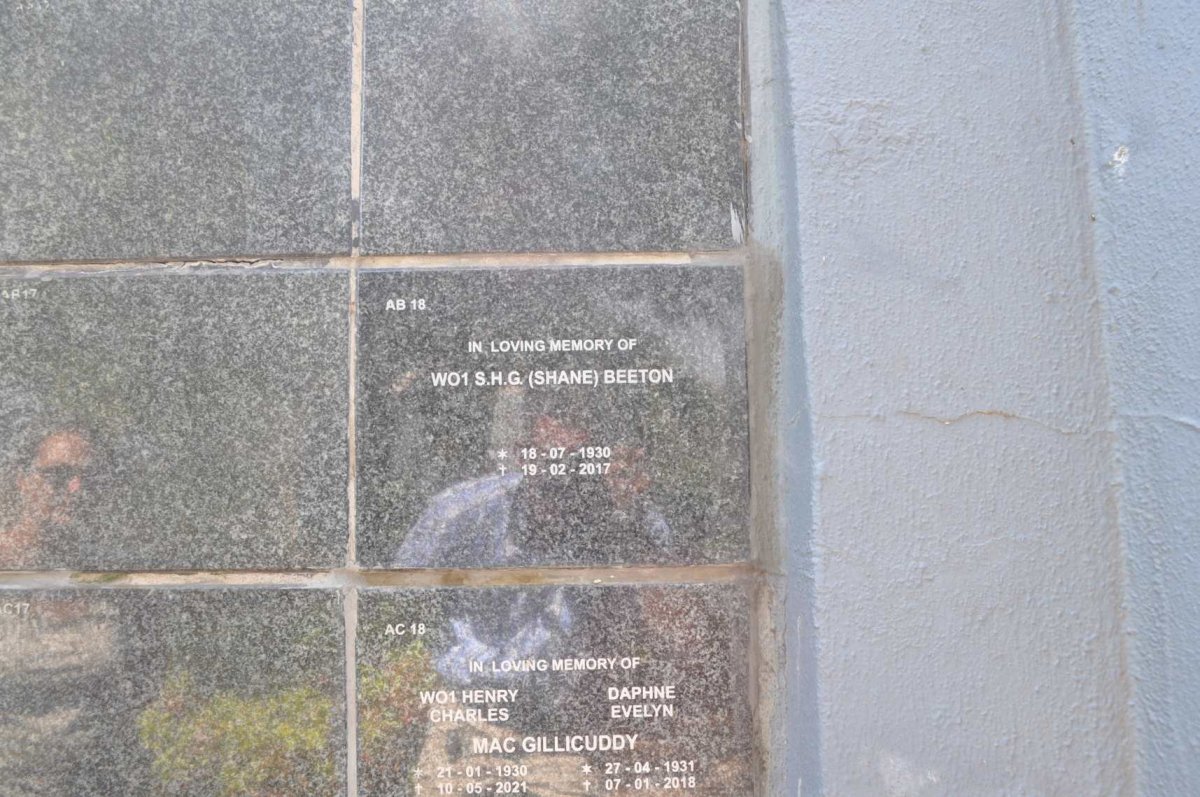 AB17
AB 18
IN LOVING MEMORY OF
WO1 S.H.G. (SHANE) BEETON
* 18 - 07 - 1930
† 19 - 02 - 2017
AC17
AC 18
IN LOVING MEMORY OF
WO1 HENRY CHARLES
DAPHNE EVELYN
MAC GILLICUDDY
* 21 - 01 - 1930
† 10 - 05 - 2021
* 27 - 04 - 1931
† 07 - 01 - 2018